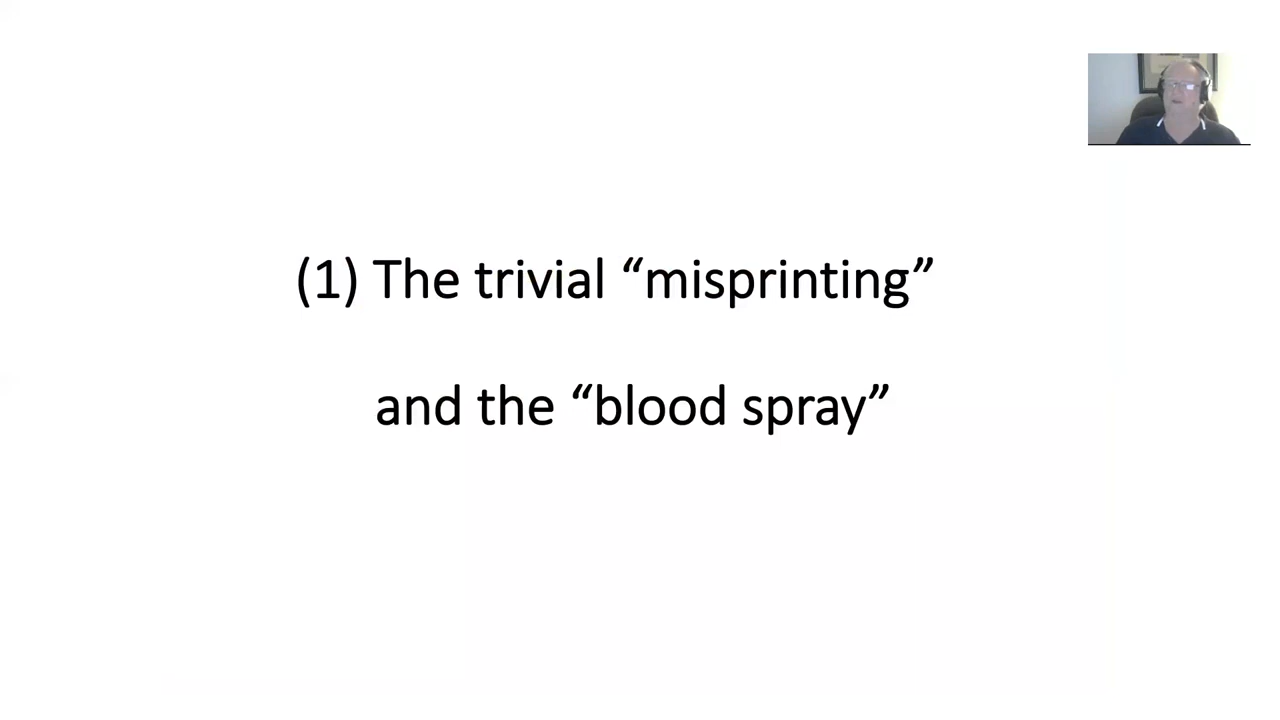 (1) The trivial “misprinting”
and the “blood spray”